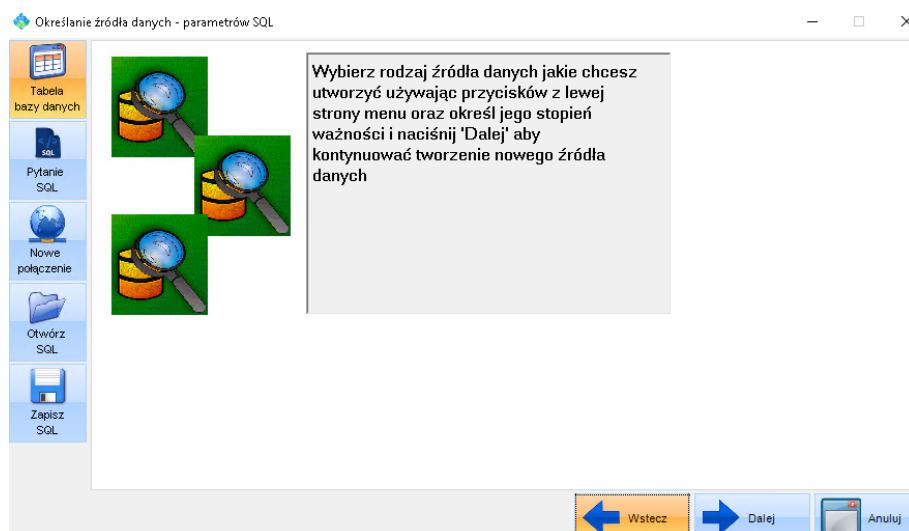 Określanie źródła danych - parametrów SQL
Tabela
bazy danych
SQL
Pytanie
SQL
Nowe
połączenie
Otwórz
SQL
Zapisz
SQL
Wybierz rodzaj źródła danych jakie chcesz
utworzyć używając przycisków z lewej
strony menu oraz określ jego stopień
ważności i naciśnij 'Dalej' aby
kontynuować tworzenie nowego źródła
danych
Wstecz
Dalej
Anuluj